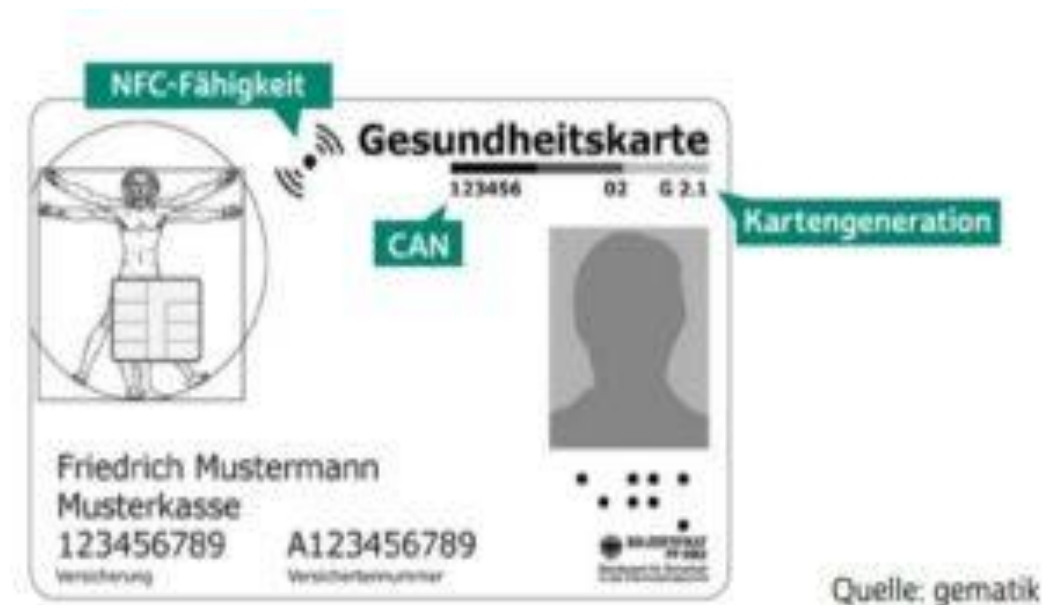 NFC-Fähigkeit
Gesundheitskarte
123456 02 G 2.1
CAN
Kartengeneration
Friedrich Mustermann
Musterkasse
123456789 A123456789
Versicherung Versichertennummer
Quelle: gematik